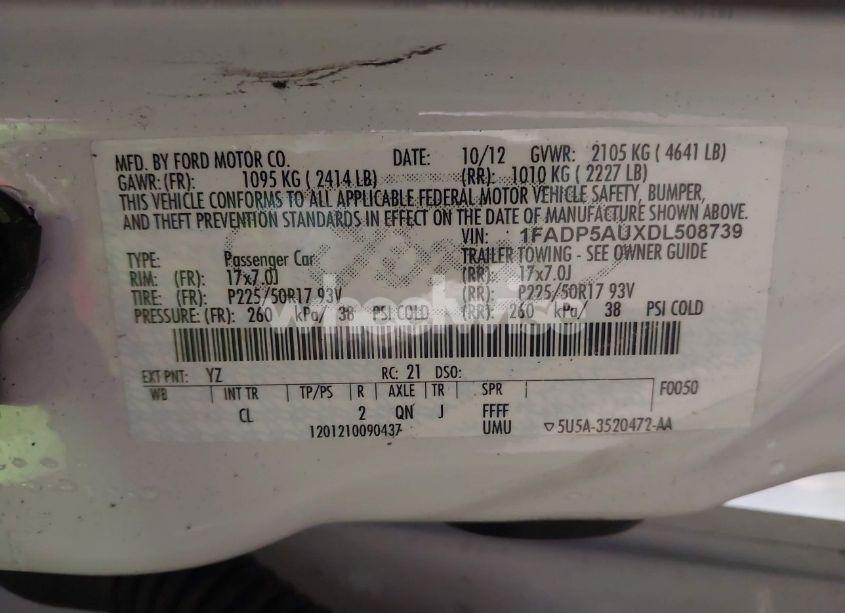 MFD. BY FORD MOTOR CO. DATE: 10/12 GVWR: 2105 KG ( 4641 LB)
GAWR: (FR): 1095 KG ( 2414 LB) (RR): 1010 KG ( 2227 LB)
THIS VEHICLE CONFORMS TO ALL APPLICABLE FEDERAL MOTOR VEHICLE SAFETY, BUMPER,
AND THEFT PREVENTION STANDARDS IN EFFECT ON THE DATE OF MANUFACTURE SHOWN ABOVE.
VIN: 1FADP5AUXDL508739
TYPE: Passenger Car TRAILER TOWING - SEE OWNER GUIDE
RIM: (FR): 17x7.0J (RR): 17x7.0J
TIRE: (FR): P225/50R17 93V (RR): P225/50R17 93V
PRESSURE: (FR): 260 kPa/ 38 PSI COLD (RR): 260 kPa/ 38 PSI COLD
wheelwise
EXT PNT: YZ RC: 21 DSO:
WB INT TR TP/PS R AXLE TR SPR F0050
CL 2 QN J FFFF
1201210090437 UMU ▽5U5A-3520472-AA